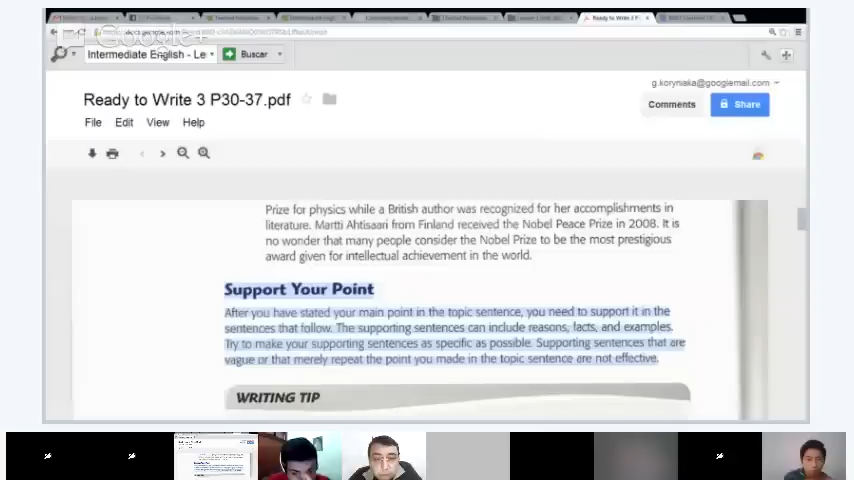 Google+
Ready to Write 3 P
Intermediate English - Le
Buscar
g.koryniaka@googlemail.com
Ready to Write 3 P30-37.pdf
Comments
Share
File Edit View Help
Prize for physics while a British author was recognized for her accomplishments in
literature. Martti Ahtisaari from Finland received the Nobel Peace Prize in 2008. It is
no wonder that many people consider the Nobel Prize to be the most prestigious
award given for intellectual achievement in the world.
Support Your Point
After you have stated your main point in the topic sentence, you need to support it in the
sentences that follow. The supporting sentences can include reasons, facts, and examples.
Try to make your supporting sentences as specific as possible. Supporting sentences that are
vague or that merely repeat the point you made in the topic sentence are not effective.
WRITING TIP